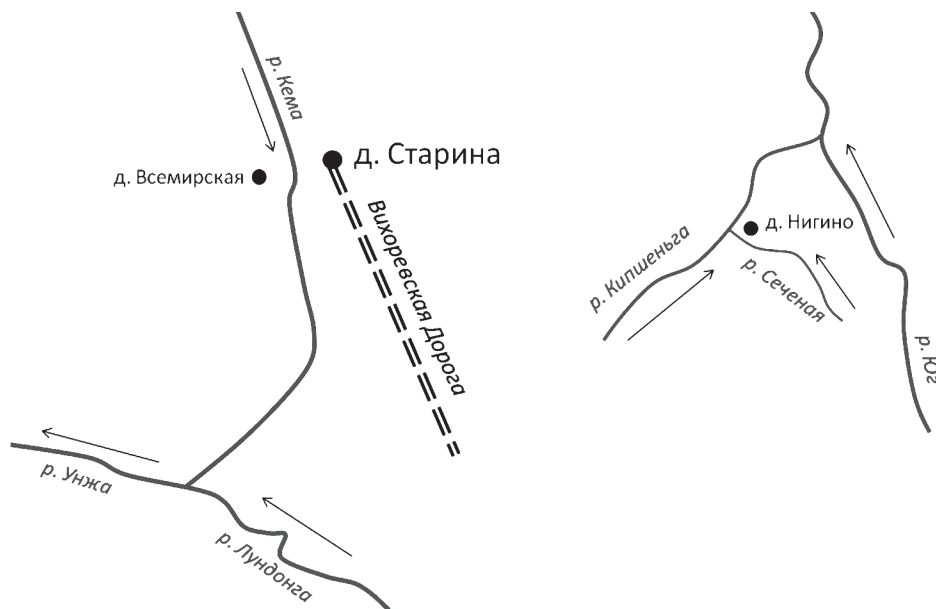 р. Кема
д. Старина
д. Всемирская
Вихоревская Дорога
р. Унжа
р. Лундонга
д. Нигино
р. Кипшеньга
р. Сеченая
р. Юг